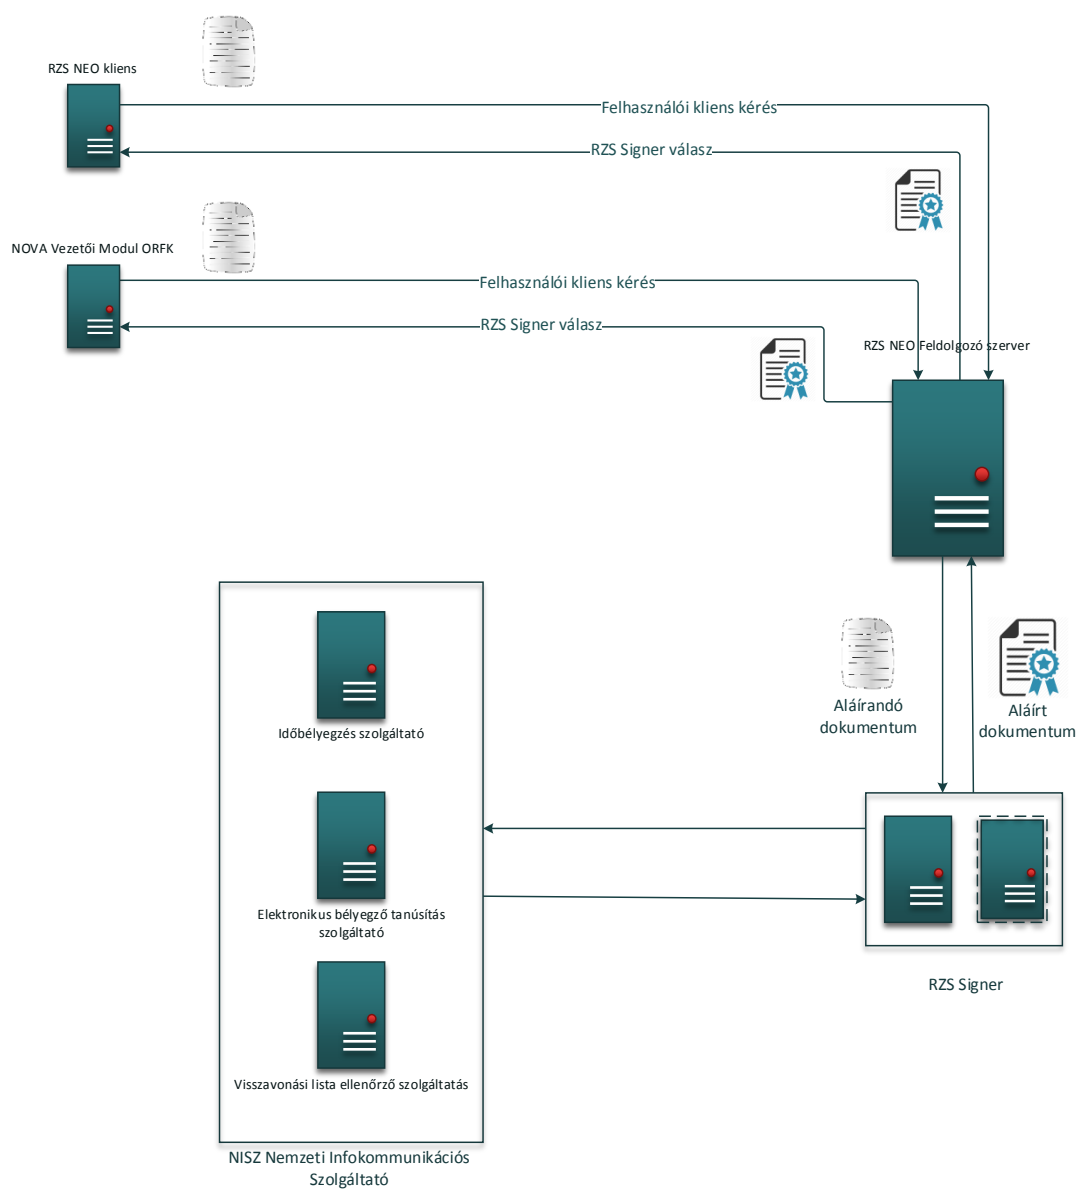 RZS NEO kliens
Felhasználói kliens kérés
RZS Signer válasz
NOVA Vezetői Modul ORFK
Felhasználói kliens kérés
RZS Signer válasz
RZS NEO Feldolgozó szerver
Időbélyegzés szolgáltató
Aláírandó
dokumentum
Aláírt
dokumentum
Elektronikus bélyegző tanúsítás
szolgáltató
RZS Signer
Visszavonási lista ellenőrző szolgáltatás
NISZ Nemzeti Infokommunikációs
Szolgáltató